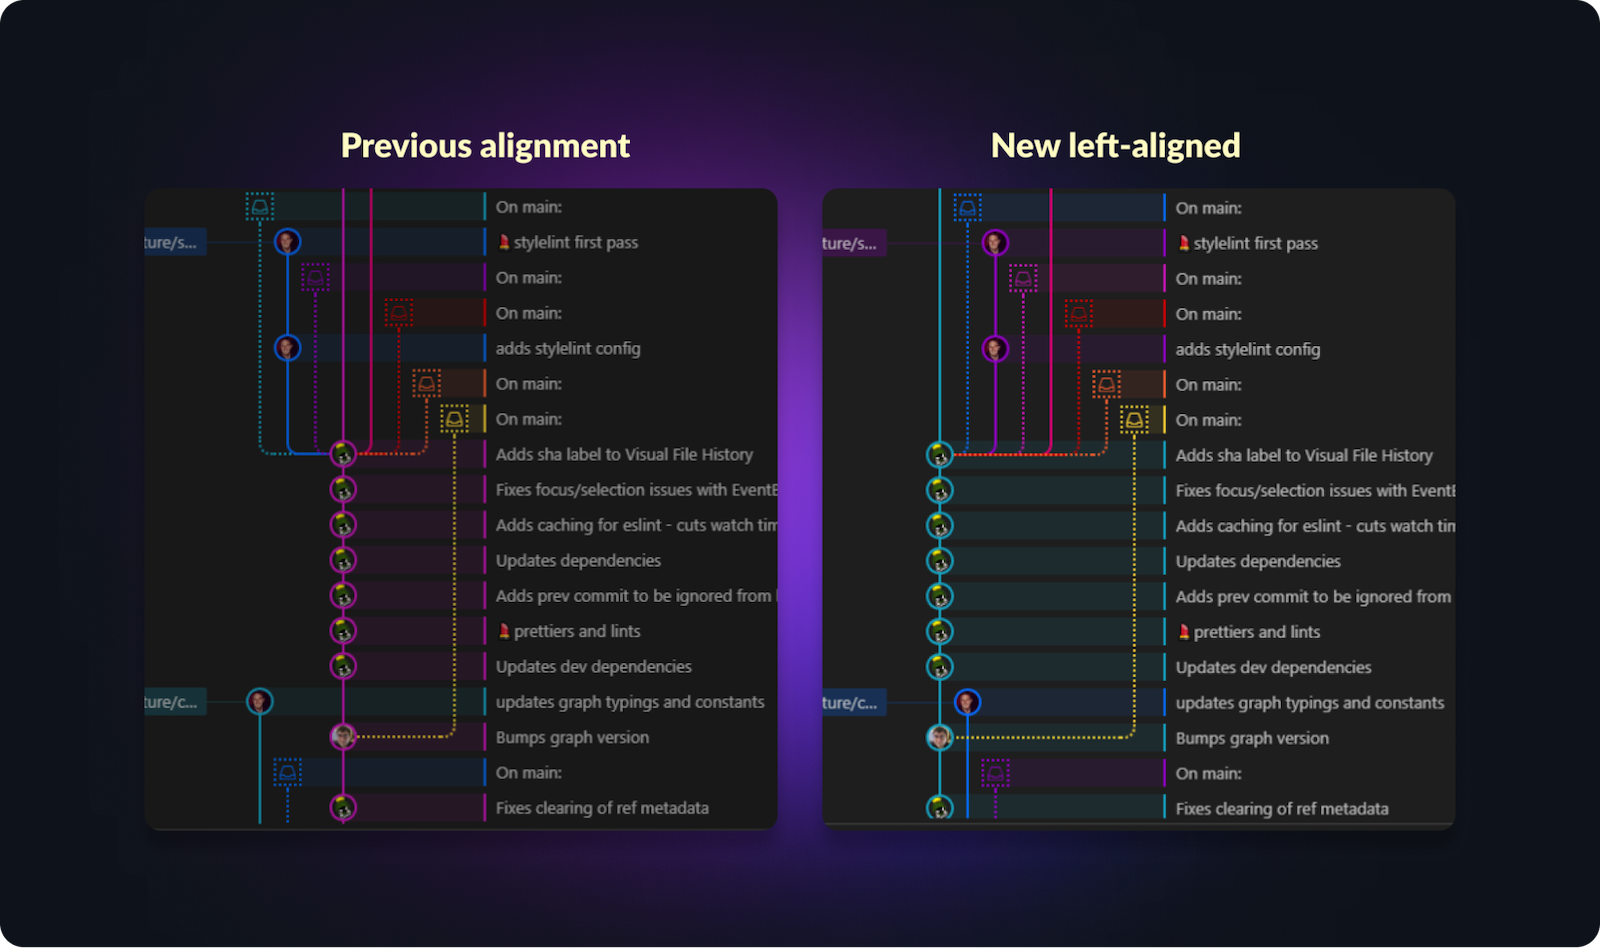 Previous alignment
On main:
ture/s...
stylelint first pass
On main:
On main:
adds stylelint config
On main:
On main:
Adds sha label to Visual File History
Fixes focus/selection issues with EventE
Adds caching for eslint - cuts watch tim
Updates dependencies
Adds prev commit to be ignored from
prettiers and lints
Updates dev dependencies
ture/c...
updates graph typings and constants
Bumps graph version
On main:
Fixes clearing of ref metadata
New left-aligned
On main:
ture/s...
stylelint first pass
On main:
On main:
adds stylelint config
On main:
On main:
Adds sha label to Visual File History
Fixes focus/selection issues with EventE
Adds caching for eslint - cuts watch tim
Updates dependencies
Adds prev commit to be ignored from
prettiers and lints
Updates dev dependencies
ture/c...
updates graph typings and constants
Bumps graph version
On main:
Fixes clearing of ref metadata